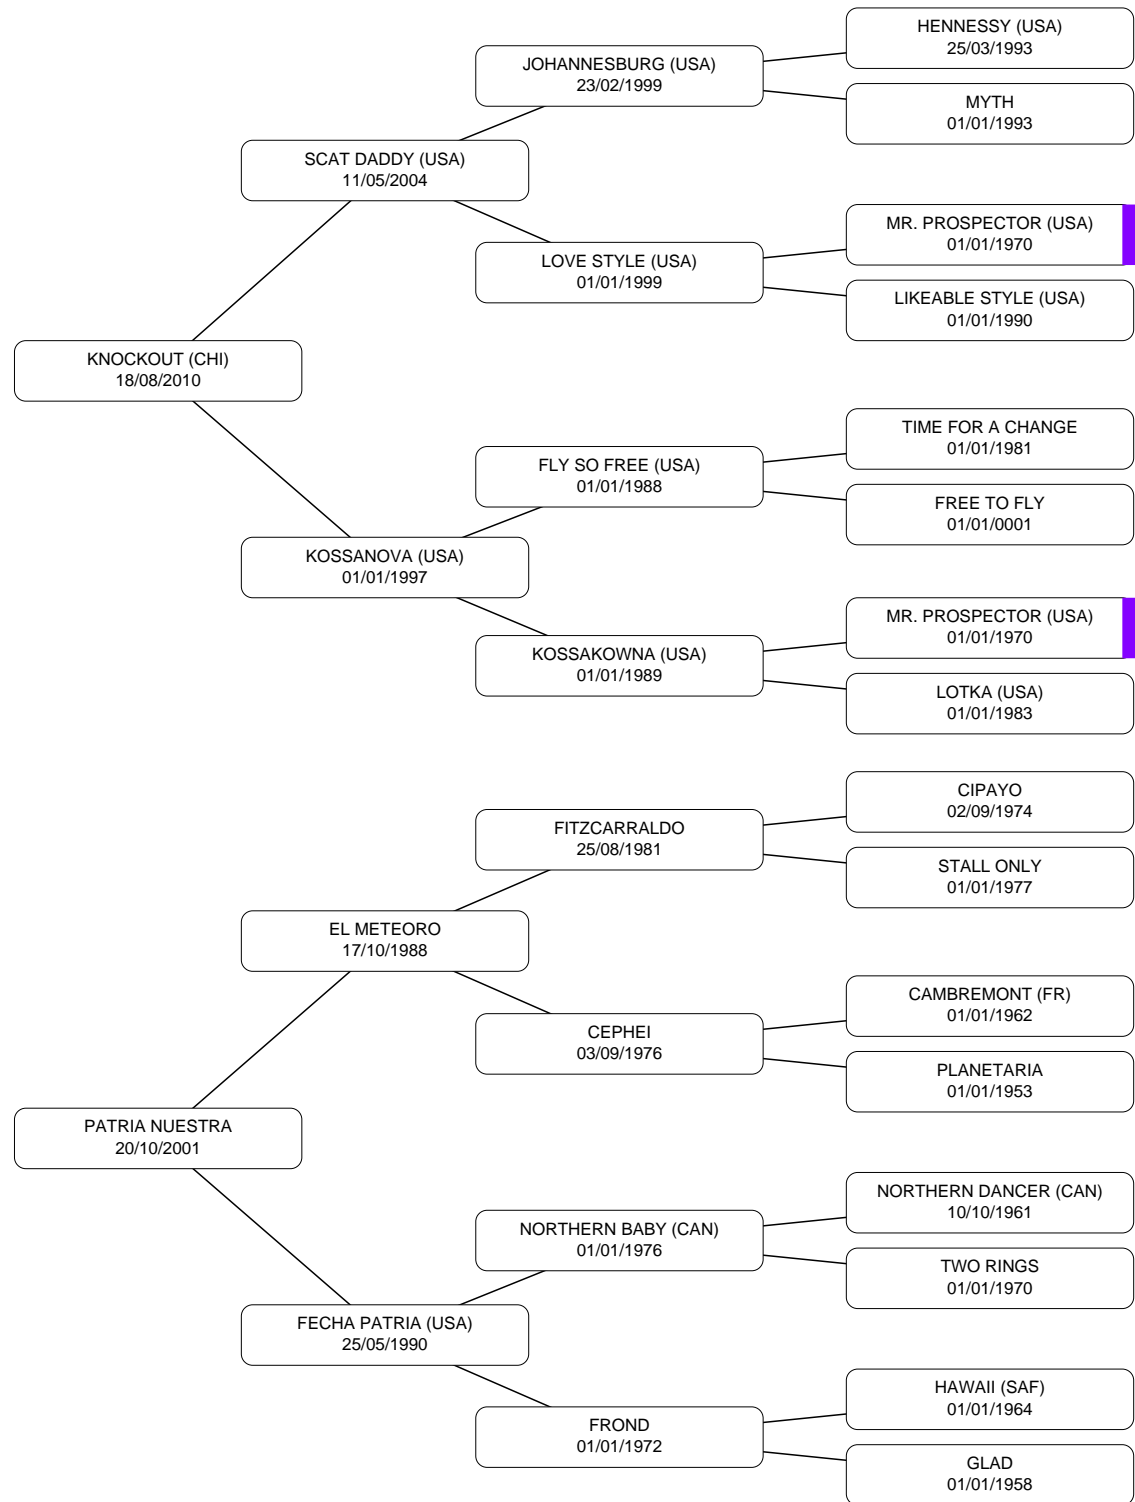 HENNESSY (USA)
25/03/1993
JOHANNESBURG (USA)
23/02/1999
MYTH
01/01/1993
SCAT DADDY (USA)
11/05/2004
MR. PROSPECTOR (USA)
01/01/1970
LOVE STYLE (USA)
01/01/1999
LIKEABLE STYLE (USA)
01/01/1990
KNOCKOUT (CHI)
18/08/2010
TIME FOR A CHANGE
01/01/1981
FLY SO FREE (USA)
01/01/1988
FREE TO FLY
01/01/0001
KOSSANOVA (USA)
01/01/1997
MR. PROSPECTOR (USA)
01/01/1970
KOSSAKOWNA (USA)
01/01/1989
LOTKA (USA)
01/01/1983
CIPAYO
02/09/1974
FITZCARRALDO
25/08/1981
STALL ONLY
01/01/1977
EL METEORO
17/10/1988
CAMBREMONT (FR)
01/01/1962
CEPHEI
03/09/1976
PLANETARIA
01/01/1953
PATRIA NUESTRA
20/10/2001
NORTHERN DANCER (CAN)
10/10/1961
NORTHERN BABY (CAN)
01/01/1976
TWO RINGS
01/01/1970
FECHA PATRIA (USA)
25/05/1990
HAWAII (SAF)
01/01/1964
FROND
01/01/1972
GLAD
01/01/1958